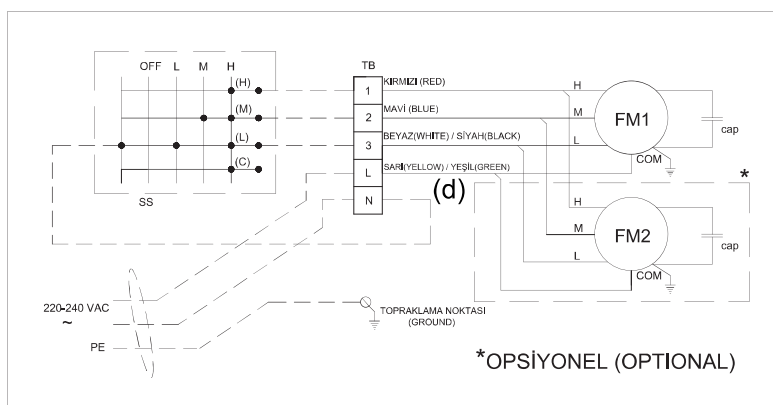 OFF L M H
(H)
(M)
(L)
(C)
SS
TB
1
2
3
L
N
KIRMIZI (RED)
MAVİ (BLUE)
BEYAZ(WHITE) / SİYAH(BLACK)
SARI(YELLOW) / YEŞİL(GREEN)
(d)
H
M
L
FM1
COM
cap
*
H
M
L
FM2
COM
cap
220-240 VAC
~
PE
TOPRAKLAMA NOKTASI
(GROUND)
*OPSİYONEL (OPTIONAL)